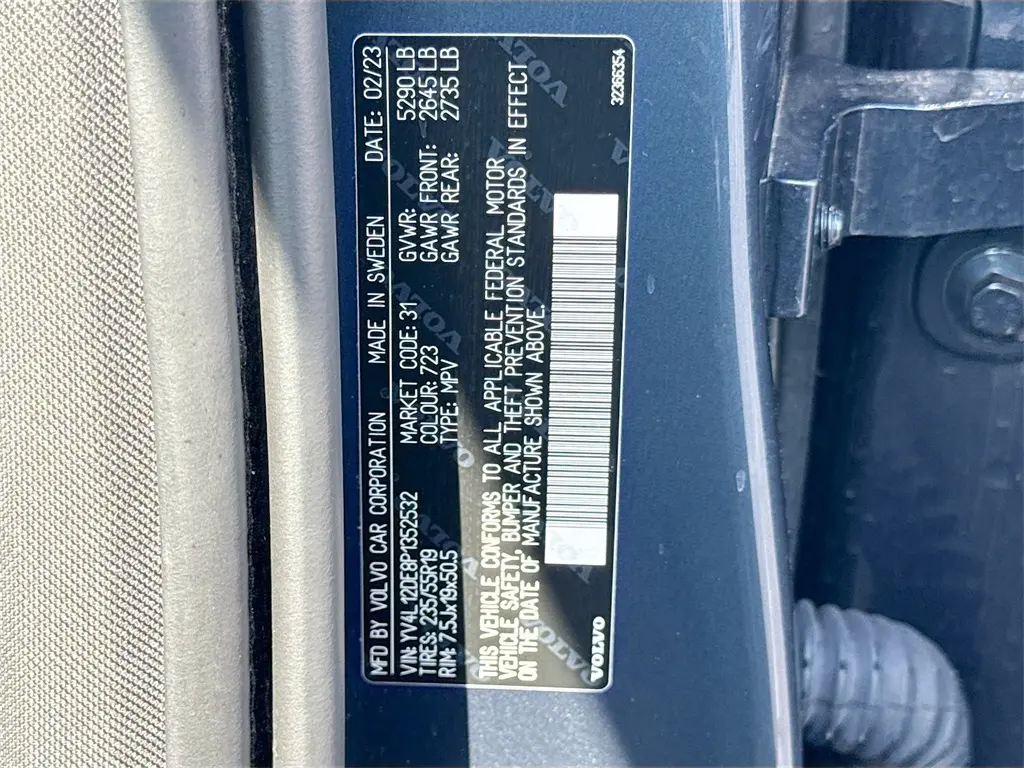 MFD BY VOLVO CAR CORPORATION MADE IN SWEDEN DATE: 02/23
VIN: YV4L12DE8P1352532 MARKET CODE: 31 GVWR: 5290 LB
TIRES: 235/55R19 COLOUR: 723 GAWR FRONT: 2645 LB
RIM: 7.5Jx19x50.5 TYPE: MPV GAWR REAR: 2735 LB
THIS VEHICLE CONFORMS TO ALL APPLICABLE FEDERAL MOTOR
VEHICLE SAFETY, BUMPER AND THEFT PREVENTION STANDARDS IN EFFECT
ON THE DATE OF MANUFACTURE SHOWN ABOVE.
VOLVO 32366354